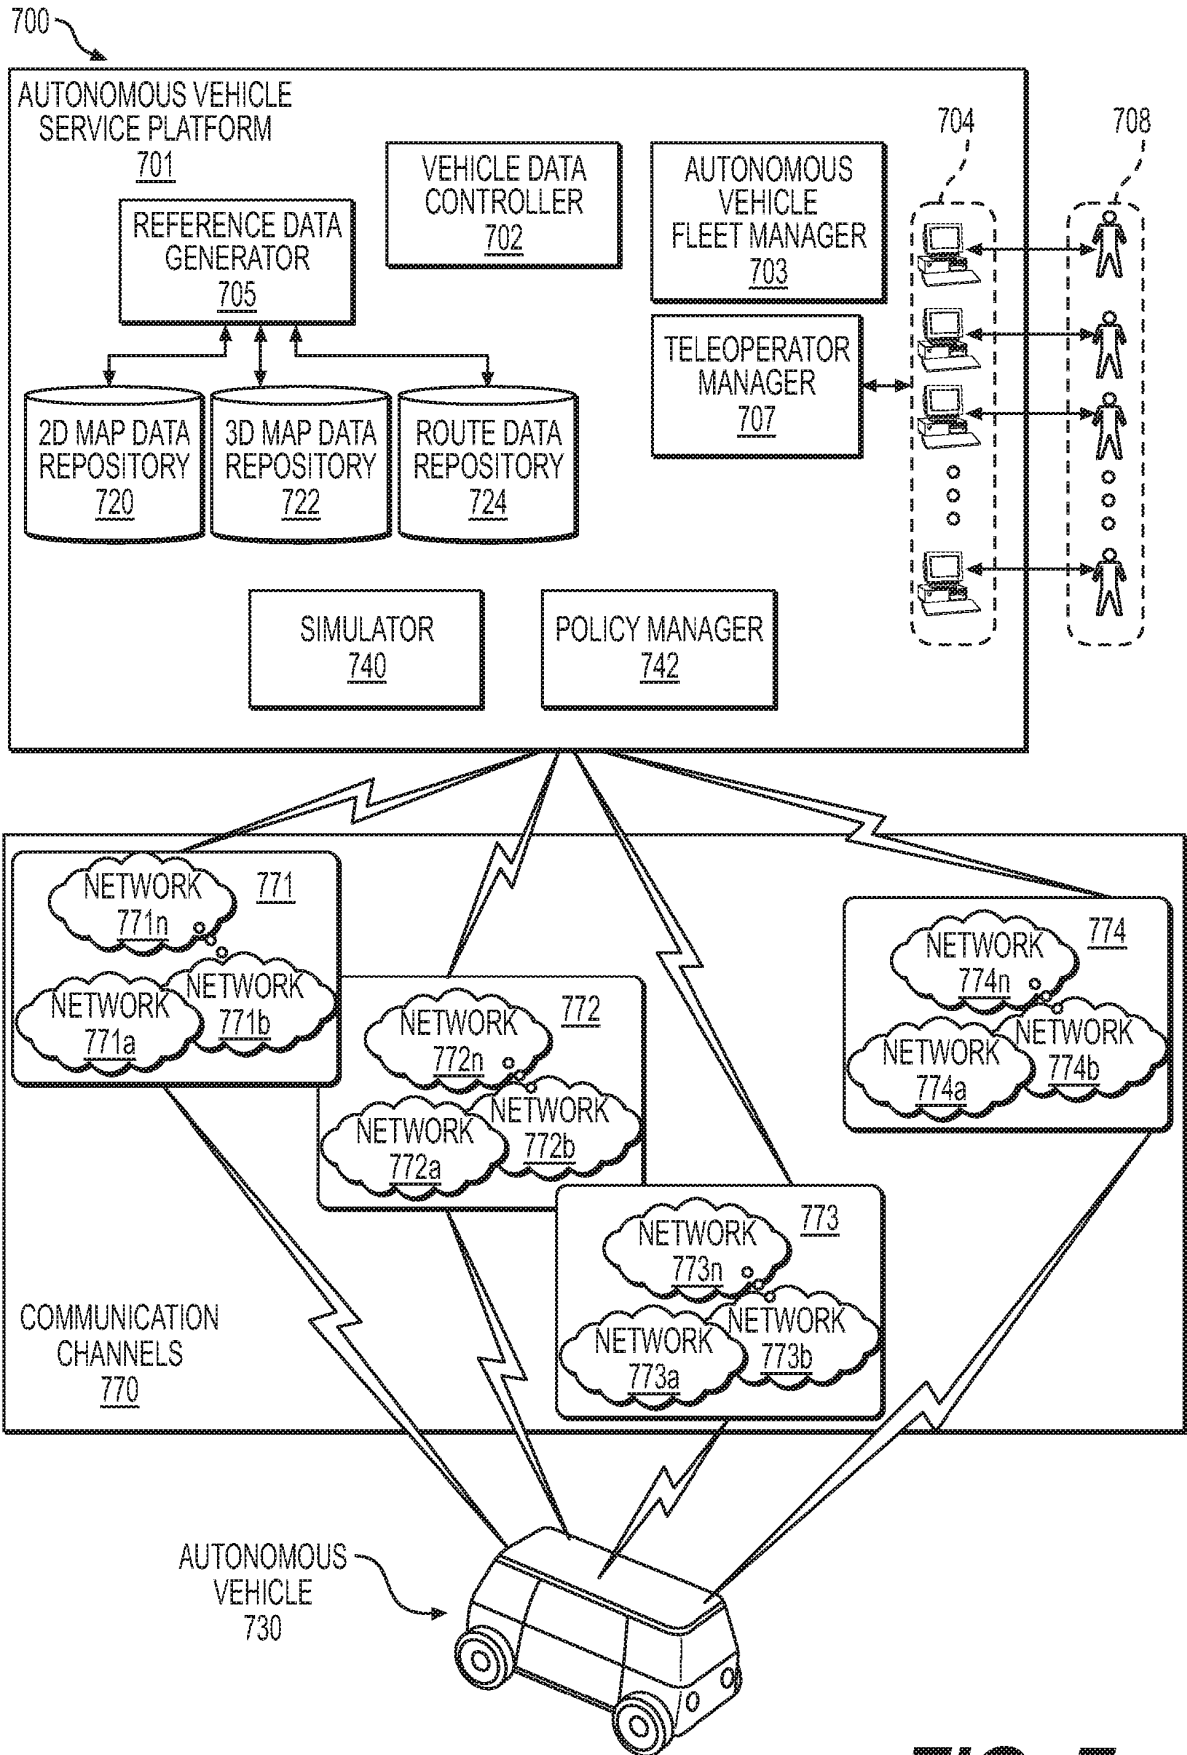 700
AUTONOMOUS VEHICLE
SERVICE PLATFORM
701
VEHICLE DATA
CONTROLLER
702
AUTONOMOUS
VEHICLE
FLEET MANAGER
703
704
708
REFERENCE DATA
GENERATOR
705
TELEOPERATOR
MANAGER
707
2D MAP DATA
REPOSITORY
720
3D MAP DATA
REPOSITORY
722
ROUTE DATA
REPOSITORY
724
SIMULATOR
740
POLICY MANAGER
742
NETWORK
771n
771
NETWORK
771a
NETWORK
771b
NETWORK
772n
772
NETWORK
772a
NETWORK
772b
NETWORK
773n
773
NETWORK
773a
NETWORK
773b
NETWORK
774n
774
NETWORK
774a
NETWORK
774b
COMMUNICATION
CHANNELS
770
AUTONOMOUS
VEHICLE
730